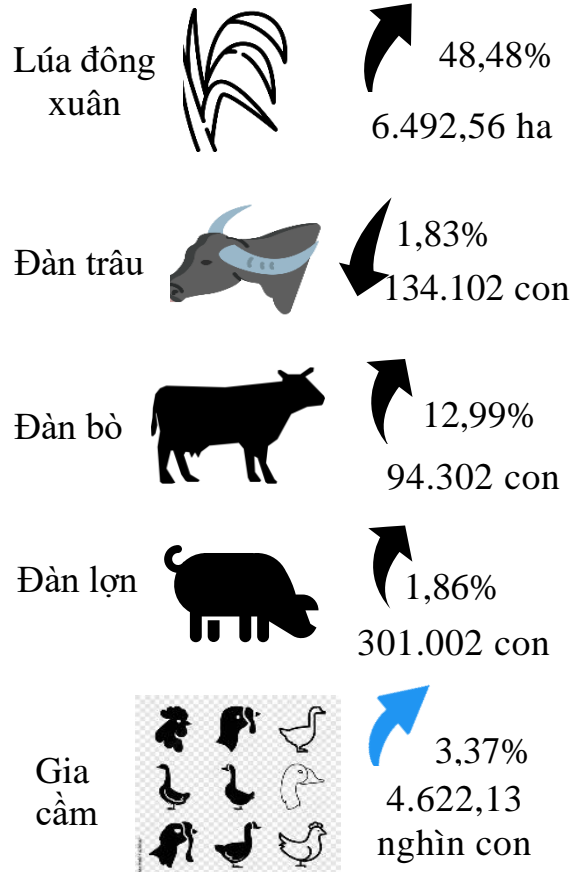 Lúa đông
xuân
48,48%
6.492,56 ha
Đàn trâu
1,83%
134.102 con
Đàn bò
12,99%
94.302 con
Đàn lợn
1,86%
301.002 con
Gia
cầm
3,37%
4.622,13
nghìn con